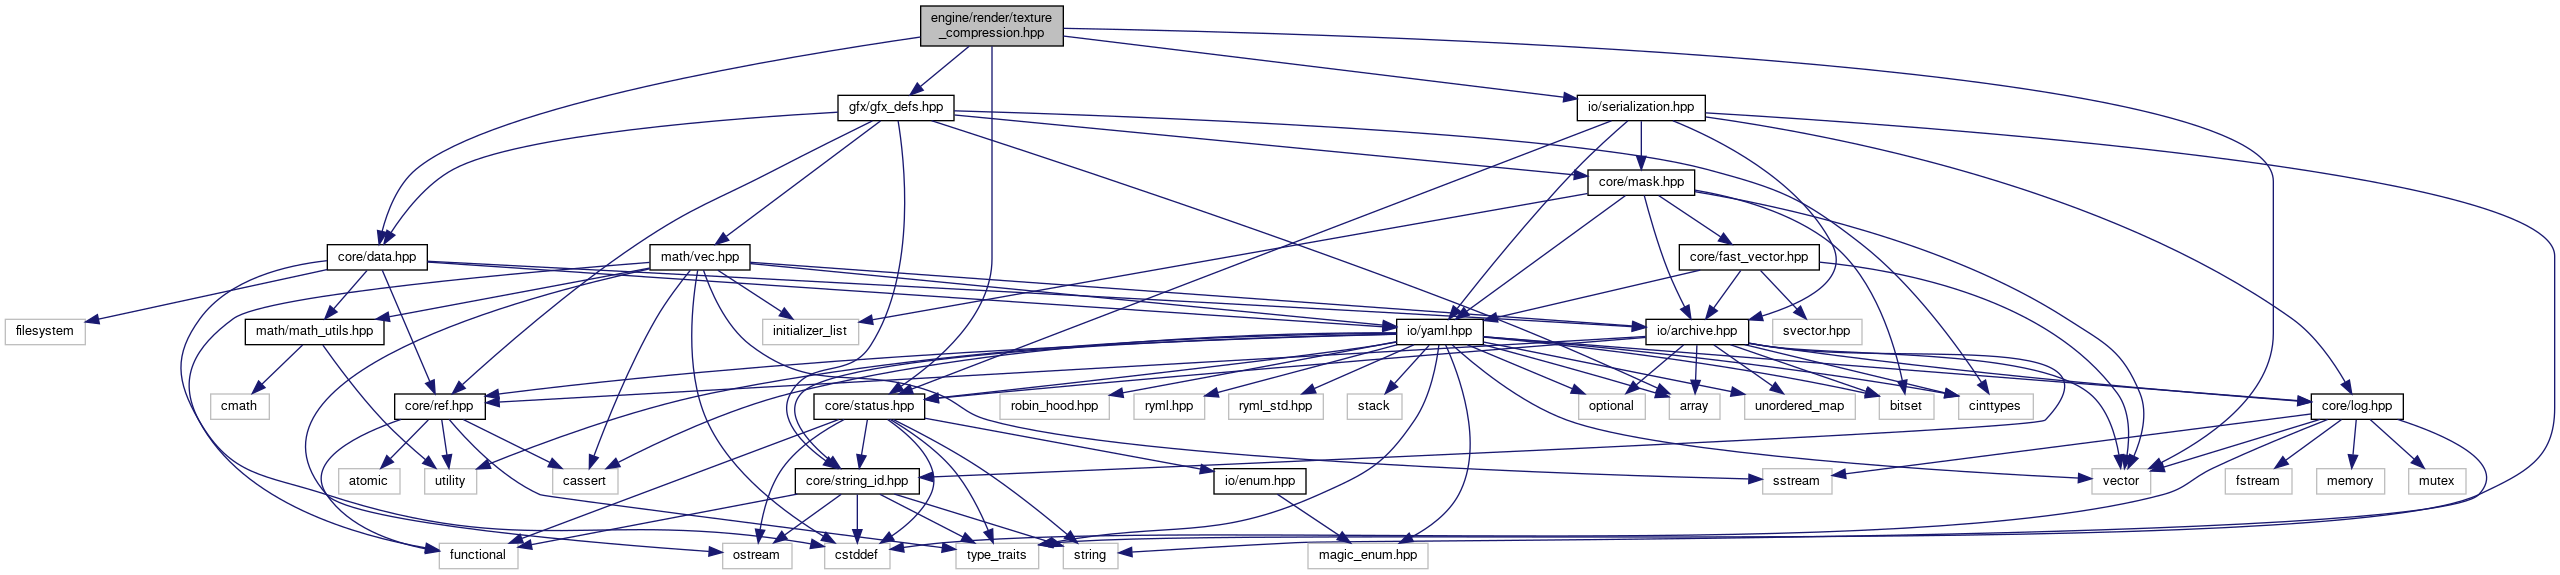 engine/render/texture
_compression.hpp
gfx/gfx_defs.hpp
io/serialization.hpp
core/mask.hpp
core/data.hpp
math/vec.hpp
core/fast_vector.hpp
filesystem
math/math_utils.hpp
initializer_list
io/yaml.hpp
io/archive.hpp
svector.hpp
cmath
core/ref.hpp
core/status.hpp
robin_hood.hpp
ryml.hpp
ryml_std.hpp
stack
optional
array
unordered_map
bitset
cinttypes
core/log.hpp
atomic
utility
cassert
core/string_id.hpp
io/enum.hpp
sstream
vector
fstream
memory
mutex
functional
ostream
cstddef
type_traits
string
magic_enum.hpp